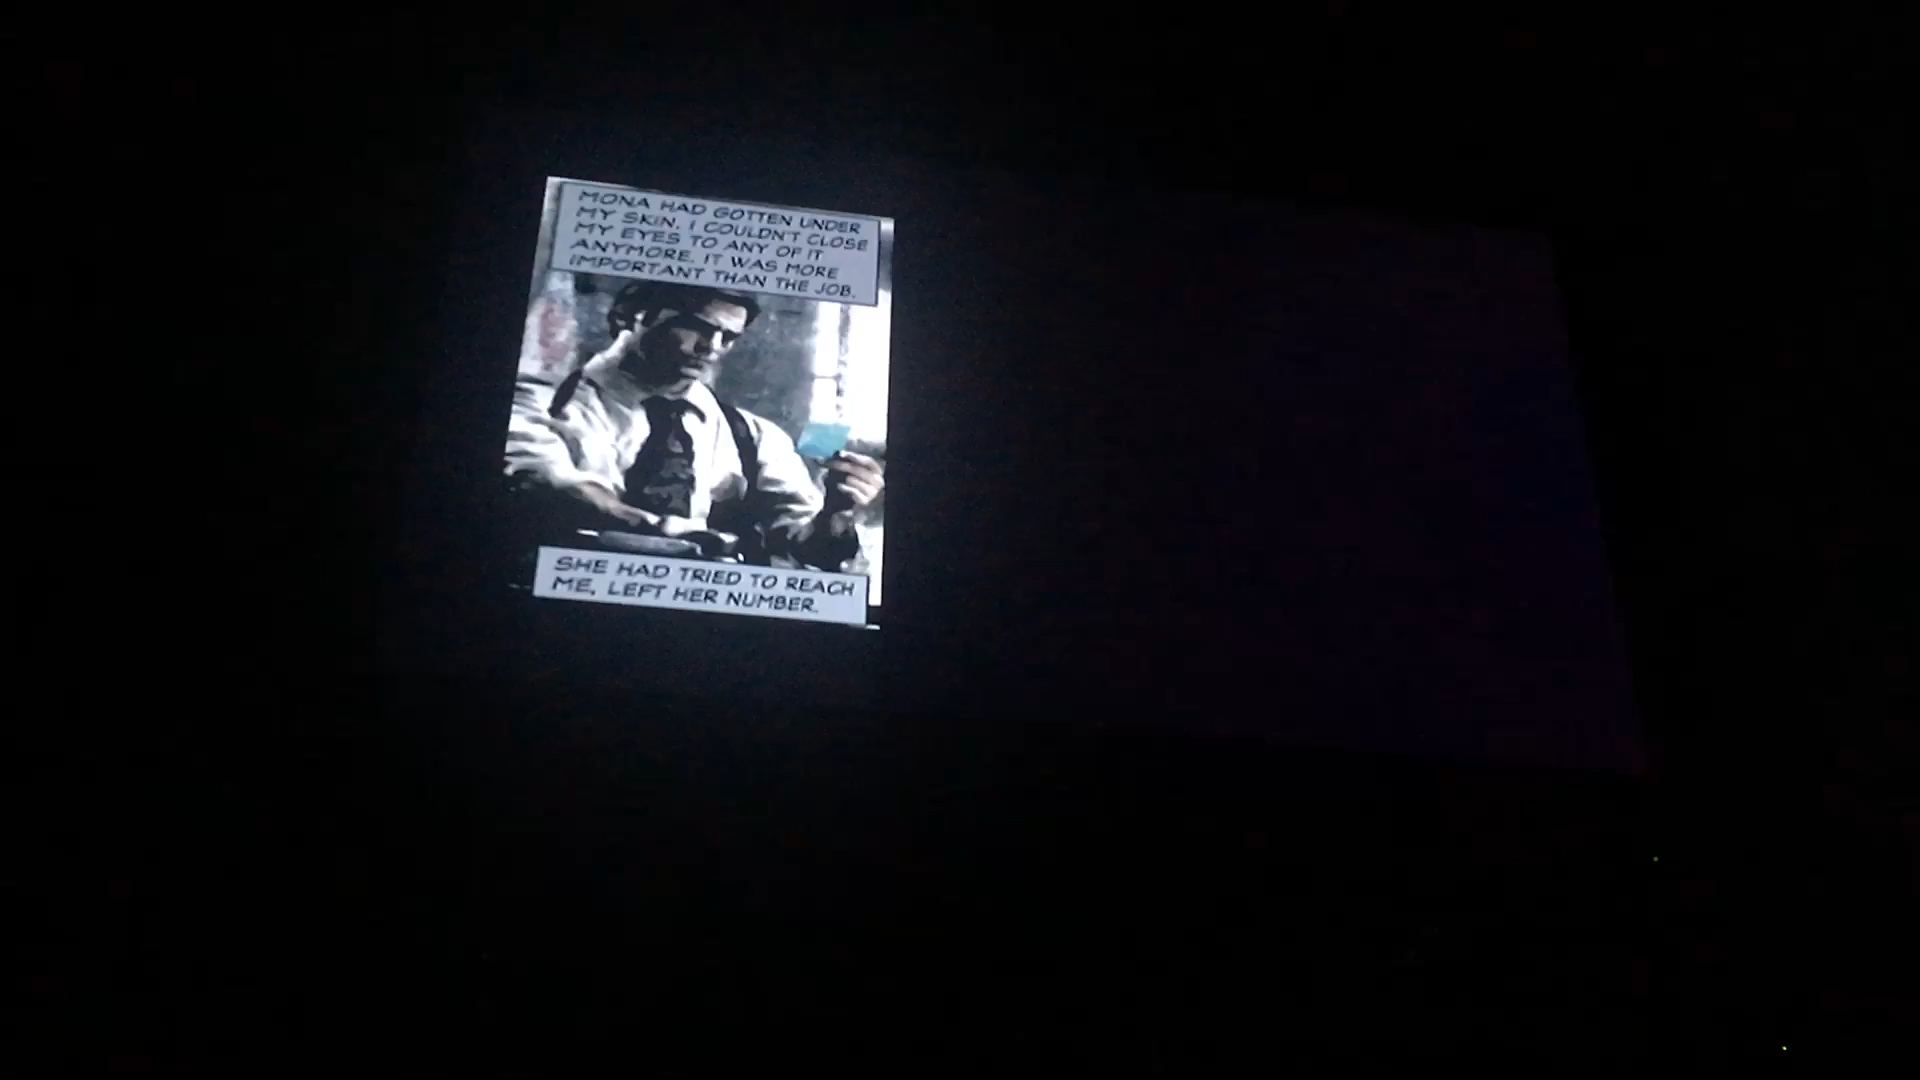 MONA HAD GOTTEN UNDER
MY SKIN. I COULDN'T CLOSE
MY EYES TO ANY OF IT
ANYMORE. IT WAS MORE
IMPORTANT THAN THE JOB.
SHE HAD TRIED TO REACH
ME, LEFT HER NUMBER.